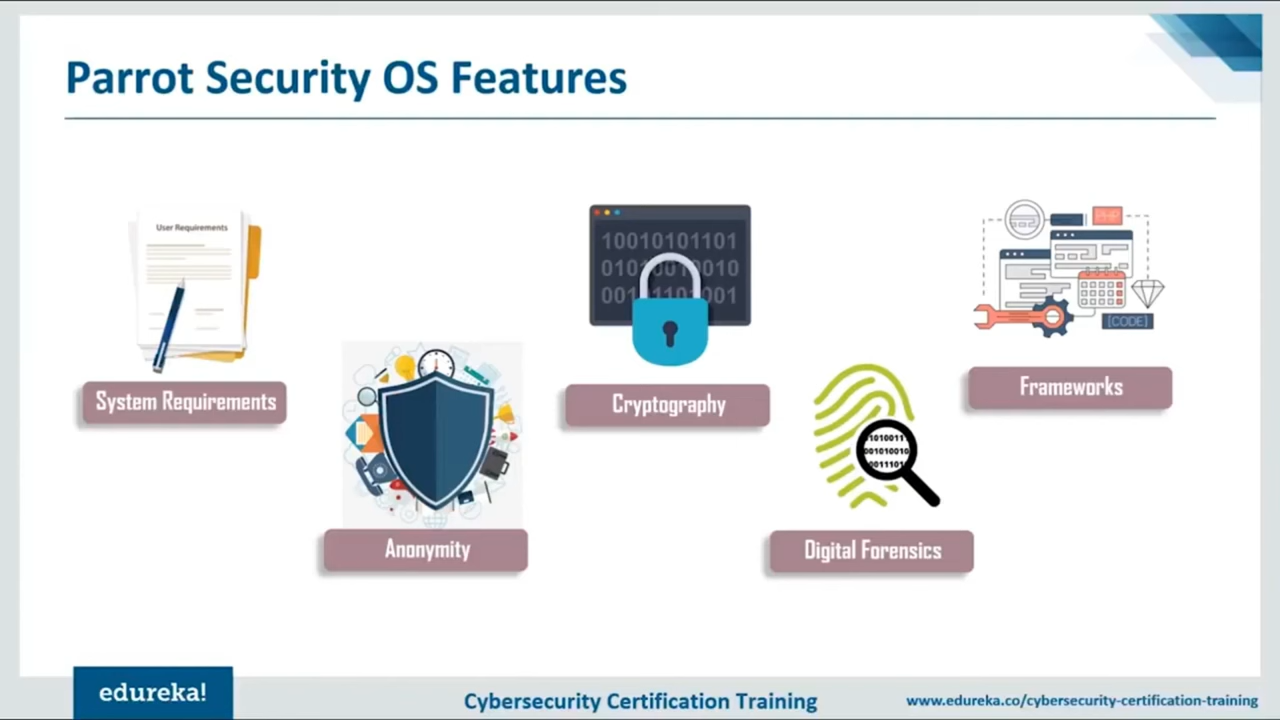 Parrot Security OS Features
User Requirements
10010101101
PHP
[CODE]
System Requirements
Anonymity
Cryptography
Digital Forensics
Frameworks
edureka!
Cybersecurity Certification Training
www.edureka.co/cybersecurity-certification-training